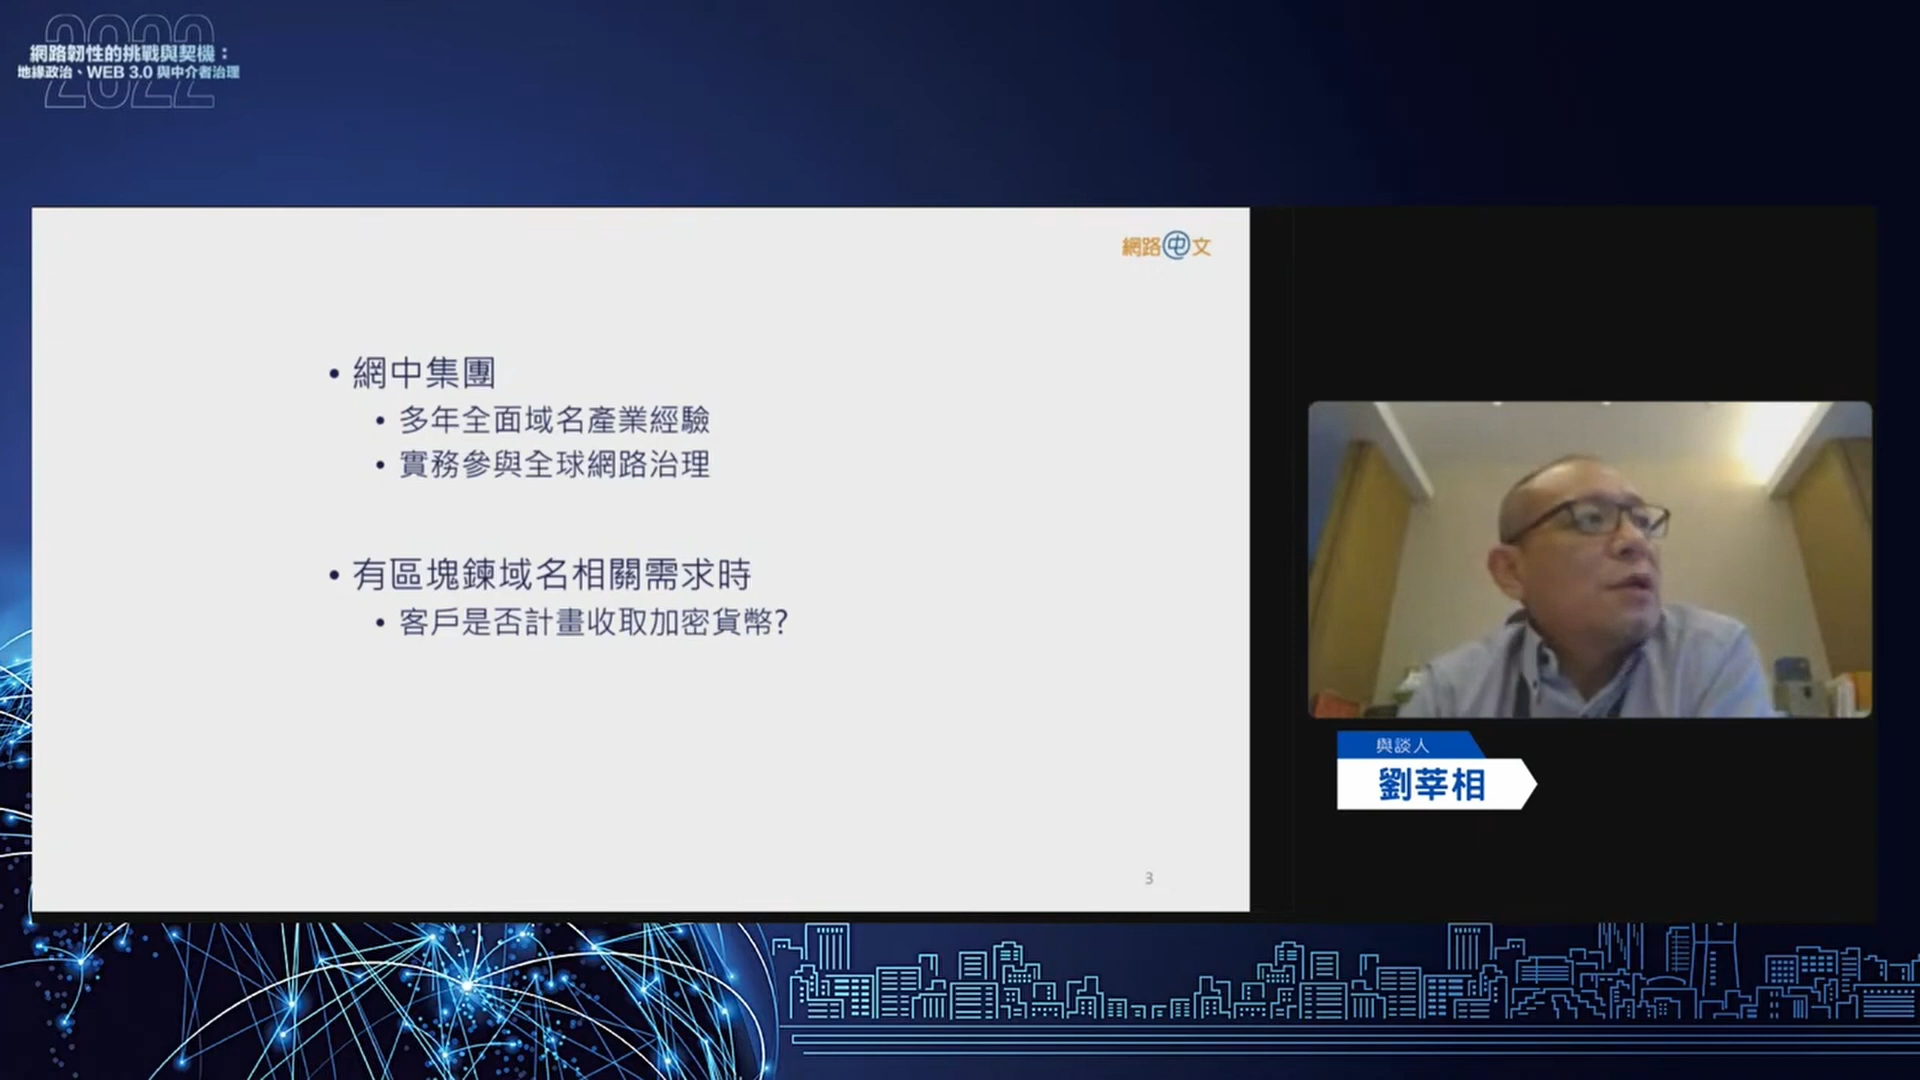 2022
網路韌性的挑戰與契機：
地緣政治、WEB 3.0 與中介者治理
網路中文
• 網中集團
• 多年全面域名產業經驗
• 實務參與全球網路治理
• 有區塊鍊域名相關需求時
• 客戶是否計畫收取加密貨幣?
3
與談人
劉莘相